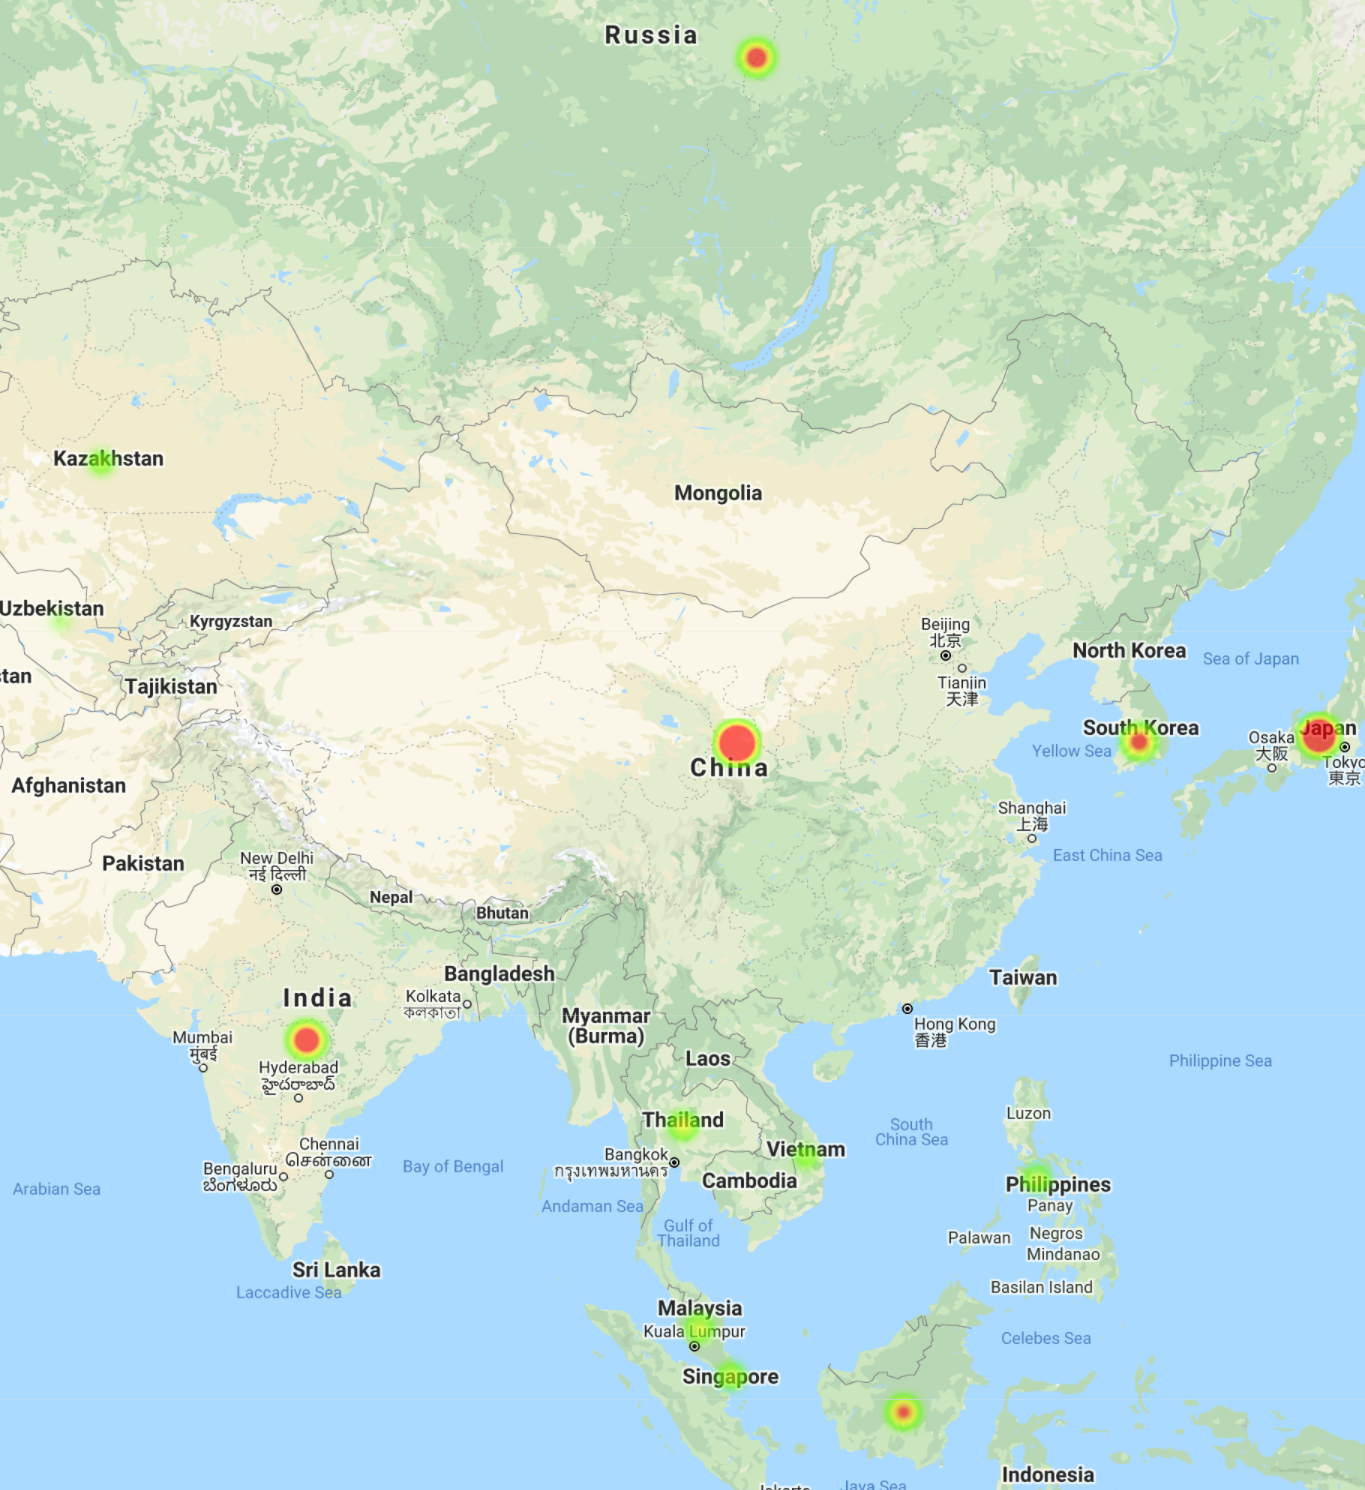 Russia
Kazakhstan
Mongolia
Uzbekistan
Kyrgyzstan
Beijing
北京
North Korea
Sea of Japan
tan
Tajikistan
Tianjin
天津
South Korea
Japan
Osaka
大阪
Yellow Sea
Tokyo
東京
China
Afghanistan
Shanghai
上海
Pakistan
New Delhi
नई दिल्ली
East China Sea
Nepal
Bhutan
Bangladesh
Taiwan
India
Kolkata
কলকাতা
Myanmar
(Burma)
Hong Kong
香港
Mumbai
मुंबई
Laos
Philippine Sea
Hyderabad
హైదరాబాద్
Luzon
Thailand
South
China Sea
Chennai
சென்னை
Vietnam
Bangkok
กรุงเทพมหานคร
Bengaluru
ಬೆಂಗಳೂರು
Bay of Bengal
Cambodia
Arabian Sea
Philippines
Panay
Andaman Sea
Gulf of
Thailand
Palawan
Negros
Mindanao
Sri Lanka
Laccadive Sea
Basilan Island
Malaysia
Kuala Lumpur
Celebes Sea
Singapore
Indonesia
Java Sea